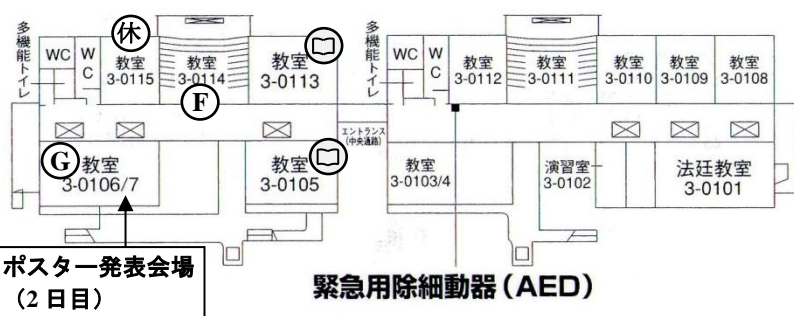 多機能トイレ
WC
WC
休
教室
3-0115
教室
3-0114
F
教室
3-0113
多機能トイレ
WC
WC
教室
3-0112
教室
3-0111
教室
3-0110
教室
3-0109
教室
3-0108
エントランス
(中央通路)
G
教室
3-0106/7
教室
3-0105
教室
3-0103/4
演習室
3-0102
法廷教室
3-0101
ポスター発表会場
（2 日目）
緊急用除細動器（AED）